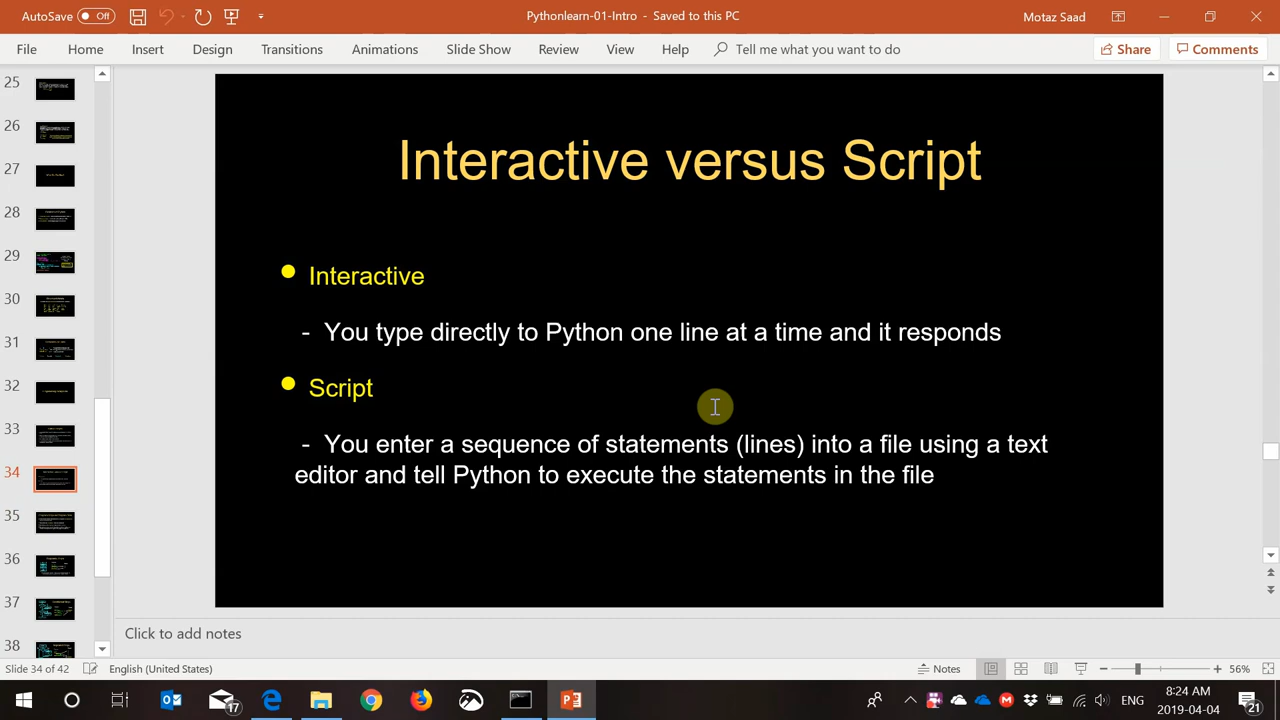 AutoSave Off
Pythonlearn-01-Intro - Saved to this PC
Motaz Saad
File Home Insert Design Transitions Animations Slide Show Review View Help Tell me what you want to do Share Comments
25
26
27
28
29
30
31
32
33
34
35
36
37
38
Interactive versus Script
• Interactive
- You type directly to Python one line at a time and it responds
• Script
- You enter a sequence of statements (lines) into a file using a text
editor and tell Python to execute the statements in the file
Click to add notes
Slide 34 of 42 English (United States) Notes 56%
17
ENG
8:24 AM
2019-04-04
21